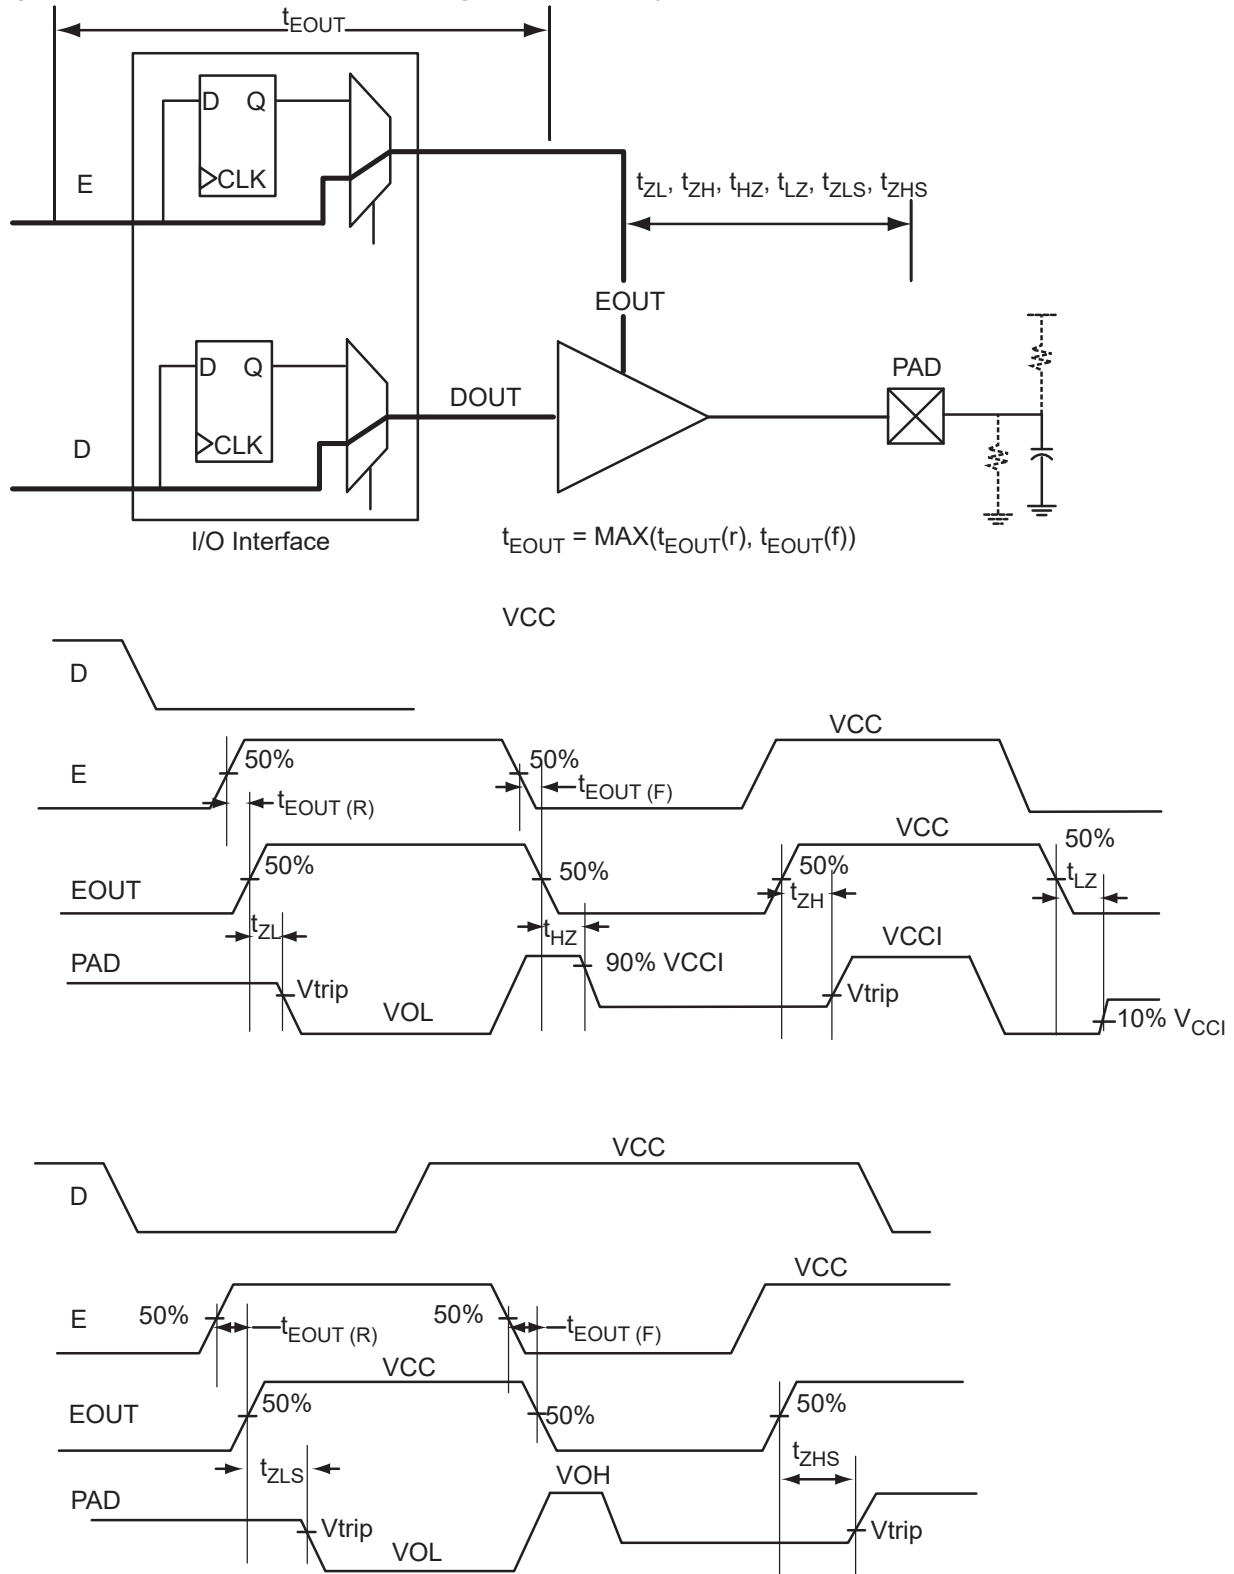 tEOUT
D Q
CLK
E
tZL, tZH, tHZ, tLZ, tZLS, tZHS
EOUT
D Q
CLK
D
DOUT
PAD
I/O Interface
tEOUT = MAX(tEOUT(r), tEOUT(f))
VCC
D
VCC
E
50%
50%
tEOUT (R)
tEOUT (F)
VCC
50%
EOUT
50%
50%
50%
tZL
tHZ
tZH
tLZ
PAD
VCCI
90% VCCI
Vtrip
Vtrip
VOL
10% VCCI
VCC
D
VCC
E
50%
50%
tEOUT (R)
tEOUT (F)
VCC
EOUT
50%
50%
50%
tZLS
tZHS
PAD
VOH
Vtrip
Vtrip
VOL